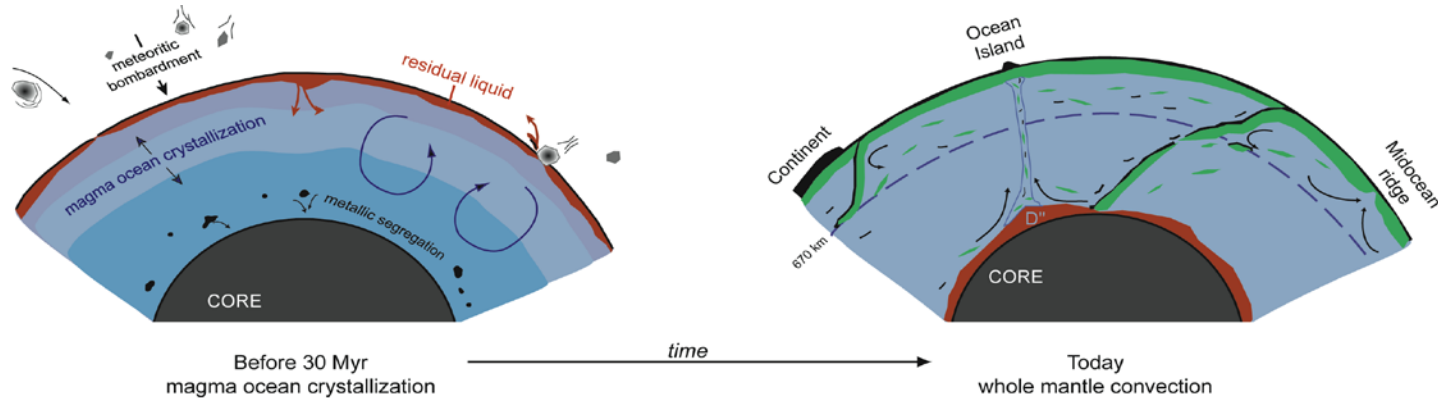 meteoritic
bombardment
residual liquid
magma ocean crystallization
metallic segregation
CORE
Before 30 Myr
magma ocean crystallization
time
Ocean
Island
Continent
Midocean
ridge
670 km
D"
CORE
Today
whole mantle convection